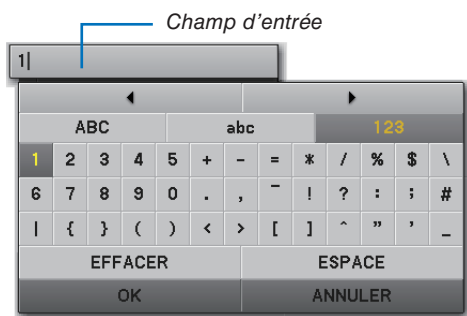 Champ d'entrée
1|
ABC abc 123
1 2 3 4 5 + - = * / % $ \
6 7 8 9 0 . , ‾ ! ? : ; #
| { } ( ) < > [ ] ^ " ' _
EFFACER ESPACE
OK ANNULER